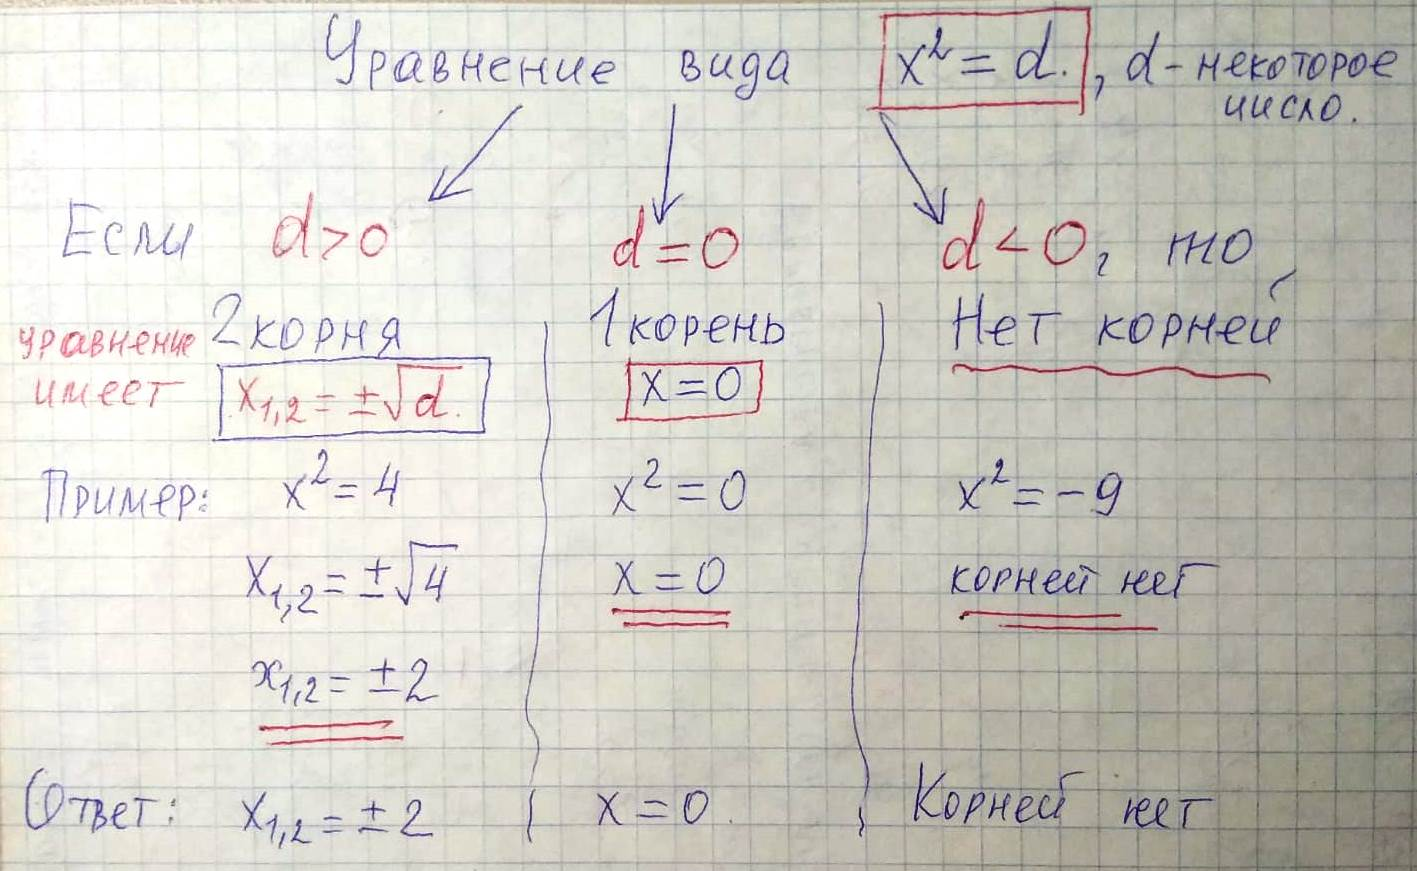 Уравнение вида x² = d. , d - некоторое
число.
Если d > 0 d = 0 d < 0, то
уравнение имеет 2 корня 1 корень Нет корней
x₁,₂ = ±√d. x = 0
Пример: x² = 4 x² = 0 x² = -9
x₁,₂ = ±√4 x = 0 корней нет
x₁,₂ = ±2
Ответ: x₁,₂ = ±2 x = 0. Корней нет